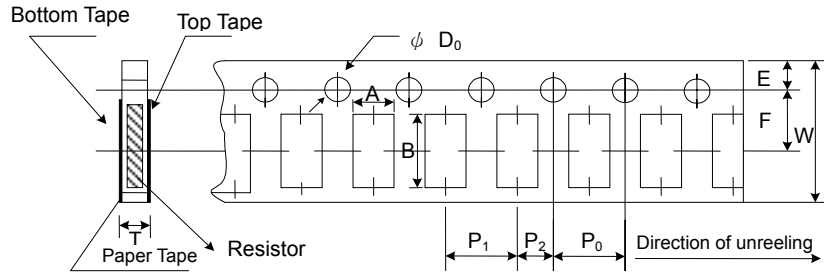 Bottom Tape
Top Tape
ϕ D₀
A
B
E
F
W
T
Paper Tape
Resistor
P₁
P₂
P₀
Direction of unreeling